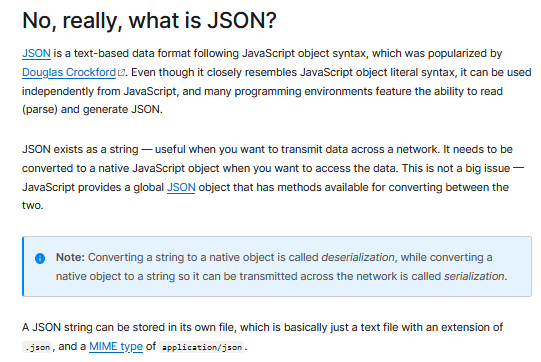 No, really, what is JSON?
JSON is a text-based data format following JavaScript object syntax, which was popularized by
Douglas Crockford. Even though it closely resembles JavaScript object literal syntax, it can be used
independently from JavaScript, and many programming environments feature the ability to read
(parse) and generate JSON.
JSON exists as a string — useful when you want to transmit data across a network. It needs to be
converted to a native JavaScript object when you want to access the data. This is not a big issue —
JavaScript provides a global JSON object that has methods available for converting between the
two.
Note: Converting a string to a native object is called deserialization, while converting a
native object to a string so it can be transmitted across the network is called serialization.
A JSON string can be stored in its own file, which is basically just a text file with an extension of
.json, and a MIME type of application/json.